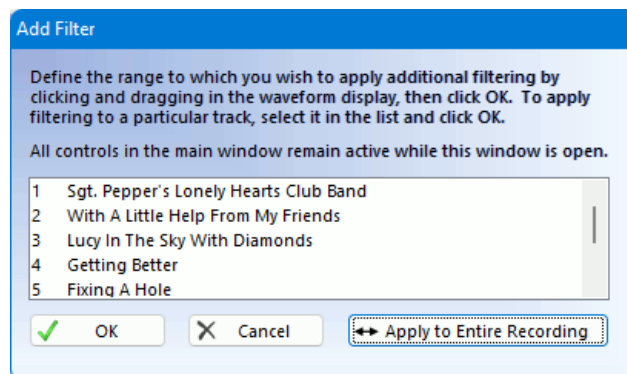 Add Filter
Define the range to which you wish to apply additional filtering by
clicking and dragging in the waveform display, then click OK.  To apply
filtering to a particular track, select it in the list and click OK.
All controls in the main window remain active while this window is open.
1 Sgt. Pepper's Lonely Hearts Club Band
2 With A Little Help From My Friends
3 Lucy In The Sky With Diamonds
4 Getting Better
5 Fixing A Hole
OK Cancel Apply to Entire Recording